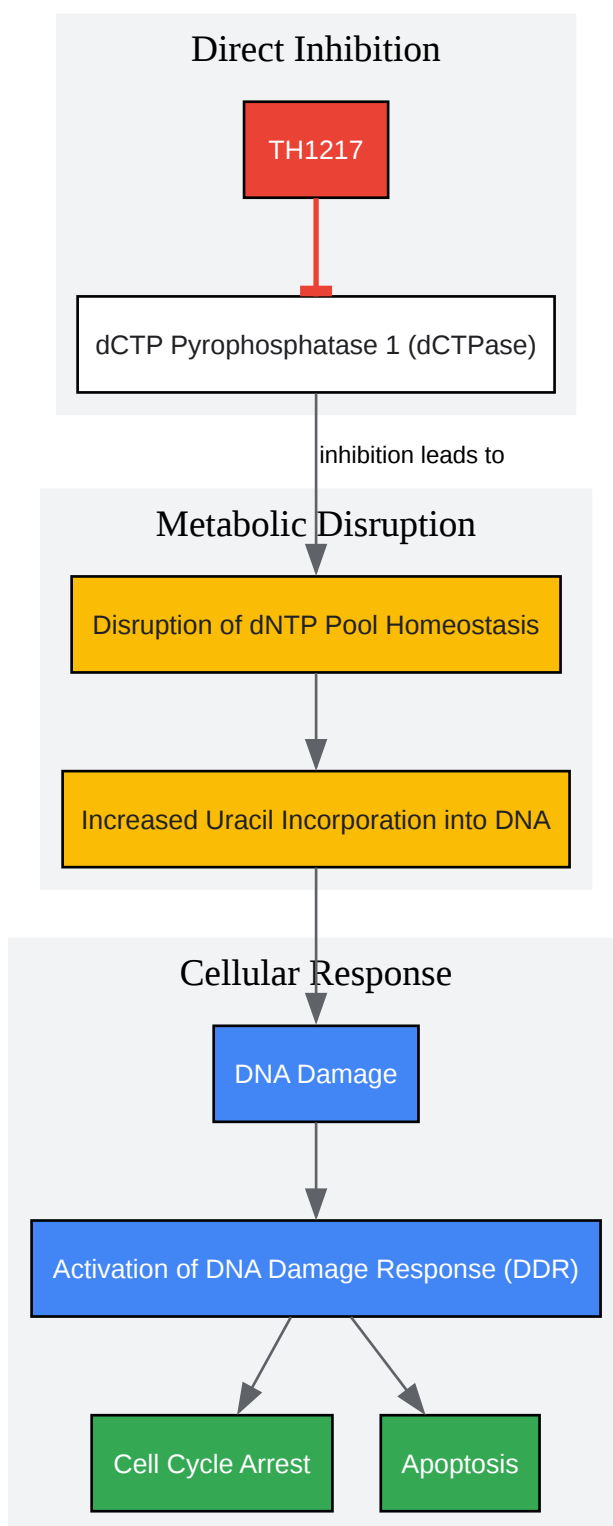 Direct Inhibition
TH1217
dCTP Pyrophosphatase 1 (dCTPase)
inhibition leads to
Metabolic Disruption
Disruption of dNTP Pool Homeostasis
Increased Uracil Incorporation into DNA
Cellular Response
DNA Damage
Activation of DNA Damage Response (DDR)
Cell Cycle Arrest
Apoptosis